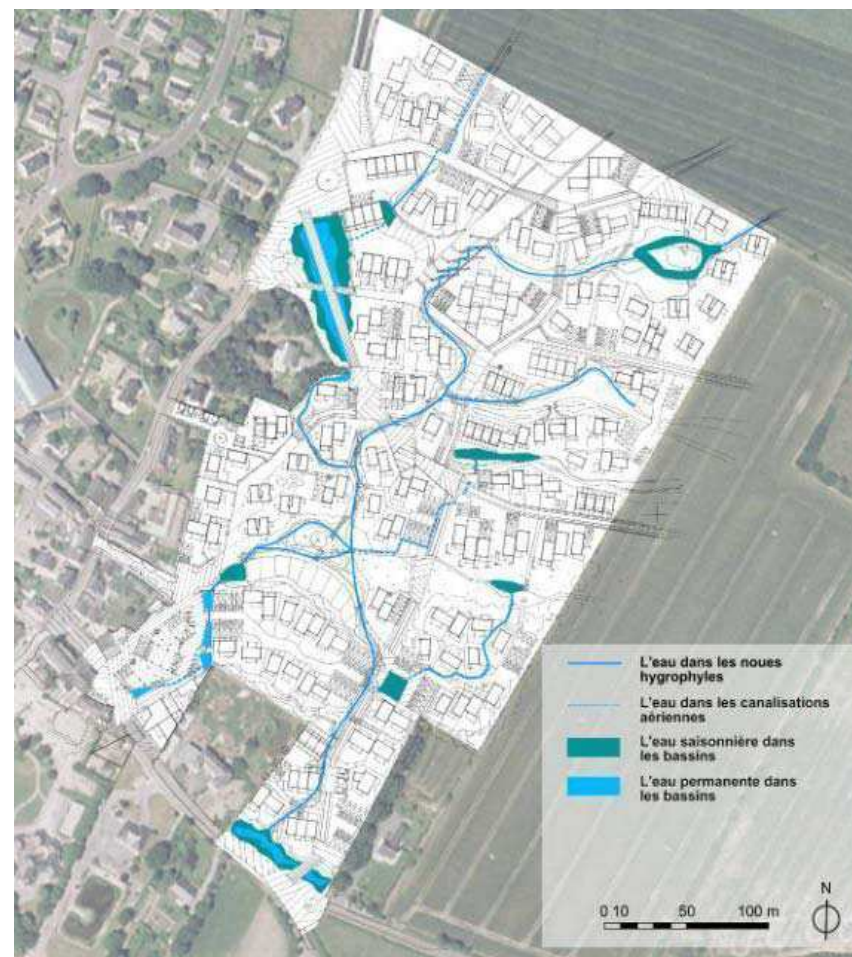 L'eau dans les noues
hygrophyles
L'eau dans les canalisations
aériennes
L'eau saisonnière dans
les bassins
L'eau permanente dans
les bassins
N
0 10 50 100 m